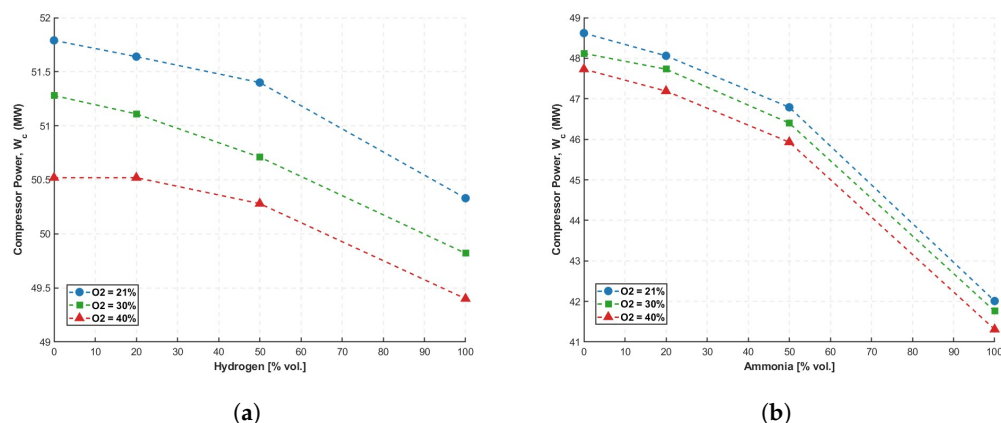 52
51.5
51
50.5
50
49.5
49
Compressor Power, W_c (MW)
O2 = 21%
O2 = 30%
O2 = 40%
0 10 20 30 40 50 60 70 80 90 100
Hydrogen [% vol.]
(a)
49
48
47
46
45
44
43
42
41
Compressor Power, W_c (MW)
O2 = 21%
O2 = 30%
O2 = 40%
0 10 20 30 40 50 60 70 80 90 100
Ammonia [% vol.]
(b)